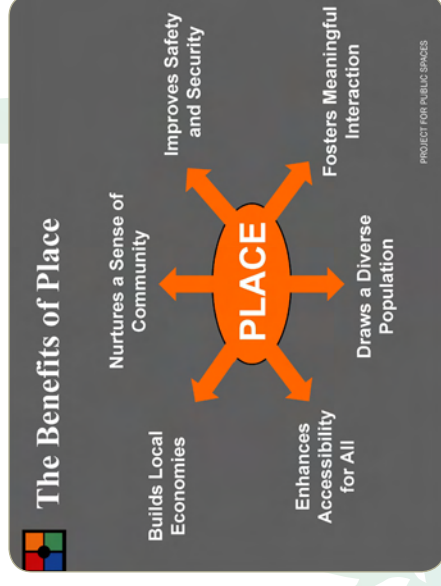 The Benefits of Place
Builds Local
Economies
Nurtures a Sense of
Community
Improves Safety
and Security
PLACE
Enhances
Accessibility
for All
Draws a Diverse
Population
Fosters Meaningful
Interaction
PROJECT FOR PUBLIC SPACES